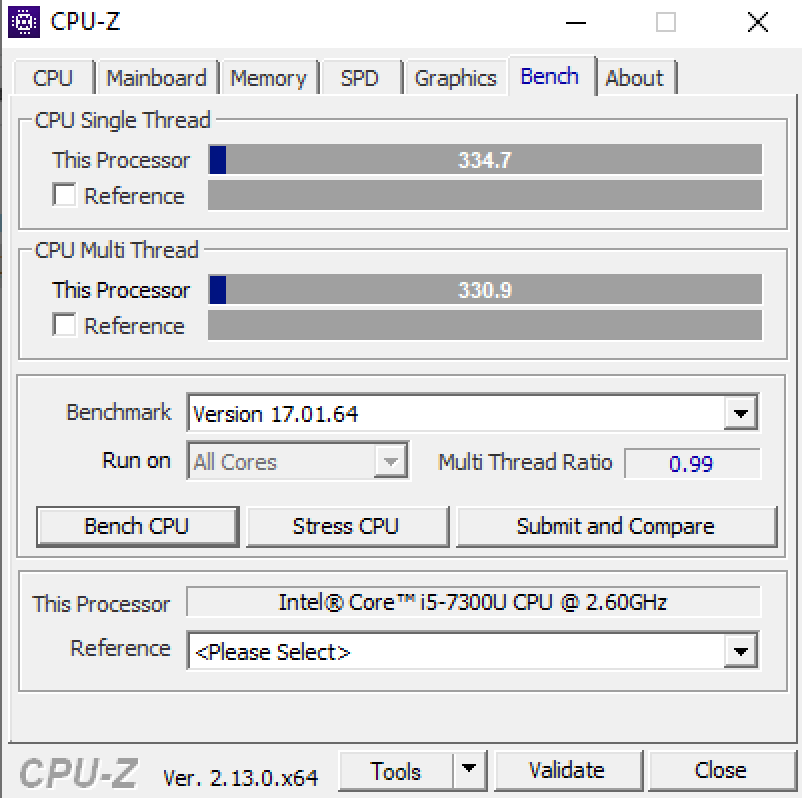 CPU-Z
CPU Mainboard Memory SPD Graphics Bench About
CPU Single Thread
This Processor 334.7
Reference
CPU Multi Thread
This Processor 330.9
Reference
Benchmark Version 17.01.64
Run on All Cores Multi Thread Ratio 0.99
Bench CPU Stress CPU Submit and Compare
This Processor Intel® Core™ i5-7300U CPU @ 2.60GHz
Reference <Please Select>
CPU-Z Ver. 2.13.0.x64 Tools Validate Close